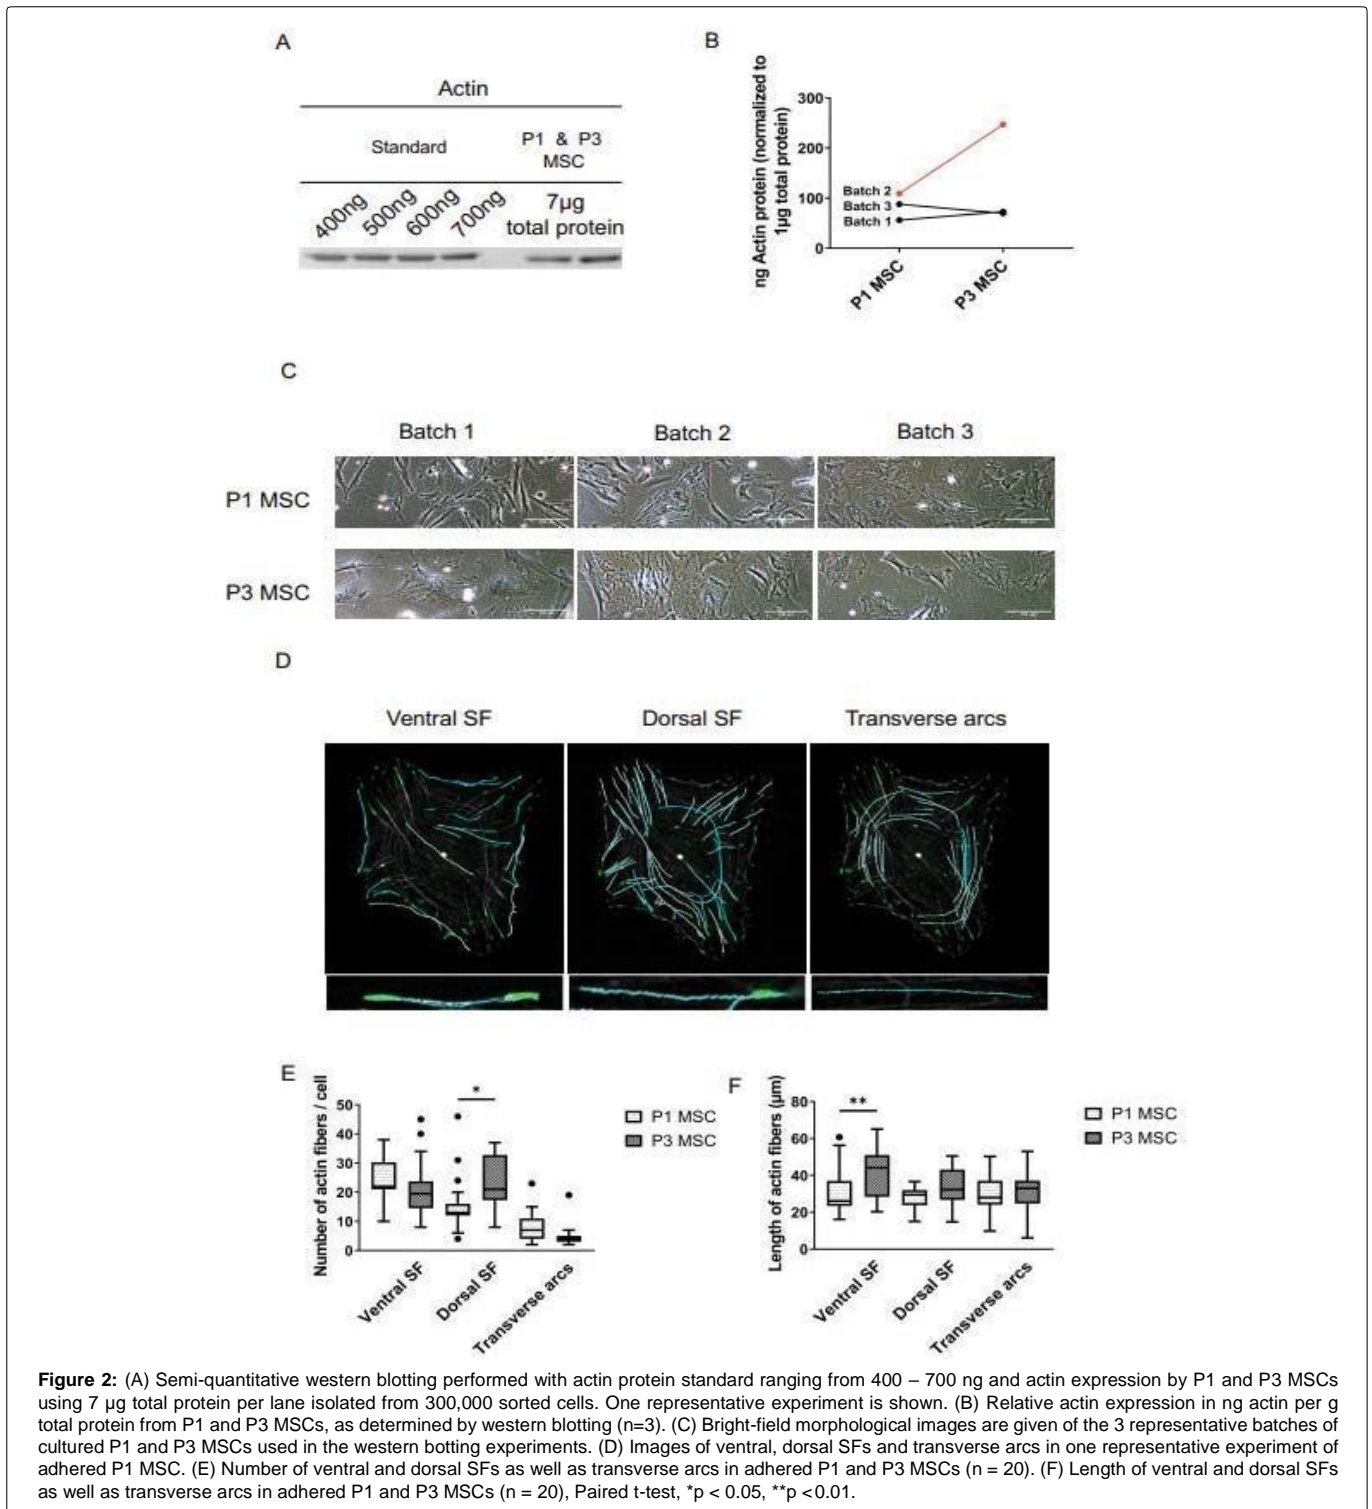 A
Actin
Standard
P1 & P3
MSC
400ng
500ng
600ng
700ng
7µg
total protein
B
ng Actin protein (normalized to
1µg total protein)
300
200
100
0
Batch 2
Batch 3
Batch 1
P1 MSC
P3 MSC
C
Batch 1
Batch 2
Batch 3
P1 MSC
P3 MSC
D
Ventral SF
Dorsal SF
Transverse arcs
E
Number of actin fibers / cell
50
40
30
20
10
0
*
P1 MSC
P3 MSC
Ventral SF
Dorsal SF
Transverse arcs
F
Length of actin fibers (µm)
80
60
40
20
0
**
P1 MSC
P3 MSC
Ventral SF
Dorsal SF
Transverse arcs
Figure 2: (A) Semi-quantitative western blotting performed with actin protein standard ranging from 400 – 700 ng and actin expression by P1 and P3 MSCs
using 7 µg total protein per lane isolated from 300,000 sorted cells. One representative experiment is shown. (B) Relative actin expression in ng actin per g
total protein from P1 and P3 MSCs, as determined by western blotting (n=3). (C) Bright-field morphological images are given of the 3 representative batches of
cultured P1 and P3 MSCs used in the western botting experiments. (D) Images of ventral, dorsal SFs and transverse arcs in one representative experiment of
adhered P1 MSC. (E) Number of ventral and dorsal SFs as well as transverse arcs in adhered P1 and P3 MSCs (n = 20). (F) Length of ventral and dorsal SFs
as well as transverse arcs in adhered P1 and P3 MSCs (n = 20), Paired t-test, *p < 0.05, **p <0.01.